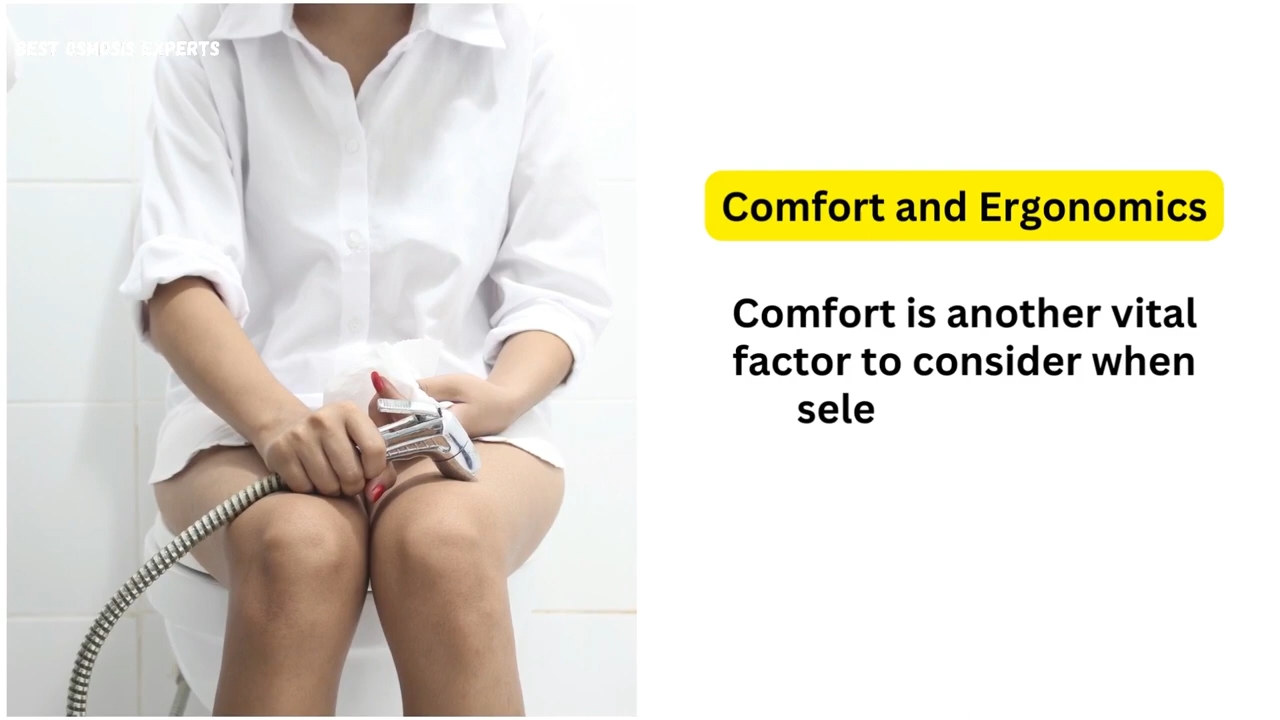 BEST OSMOSIS EXPERTS
Comfort and Ergonomics
Comfort is another vital
factor to consider when
sele